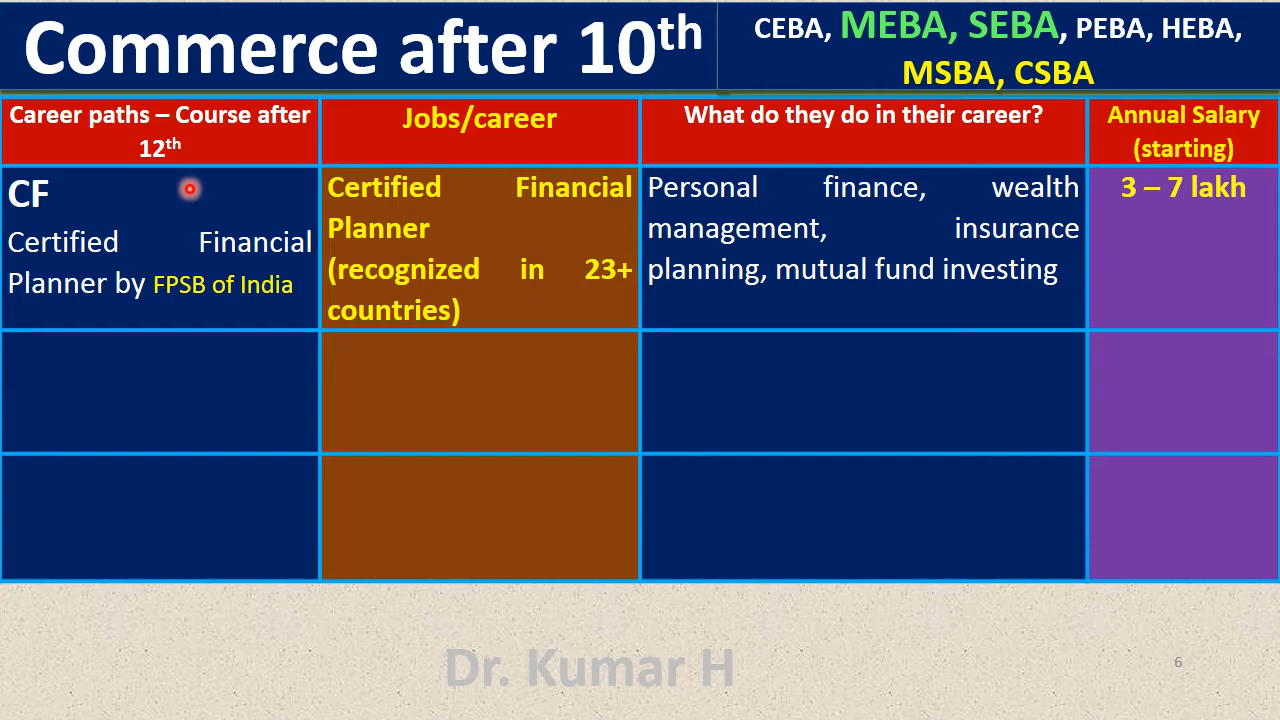 Commerce after 10th
CEBA, MEBA, SEBA, PEBA, HEBA,
MSBA, CSBA
Career paths – Course after
12th
Jobs/career
What do they do in their career?
Annual Salary
(starting)
CF
Certified Financial
Planner by FPSB of India
Certified Financial
Planner
(recognized in 23+
countries)
Personal finance, wealth
management, insurance
planning, mutual fund investing
3 – 7 lakh
Dr. Kumar H
6